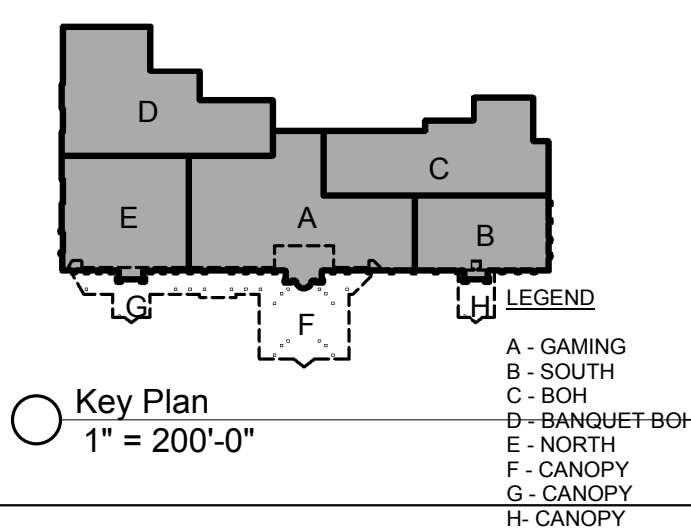 D
C
E
A
B
G
H
F
LEGEND
A - GAMING
B - SOUTH
C - BOH
D - BANQUET BOH
E - NORTH
F - CANOPY
G - CANOPY
H- CANOPY
Key Plan
1" = 200'-0"